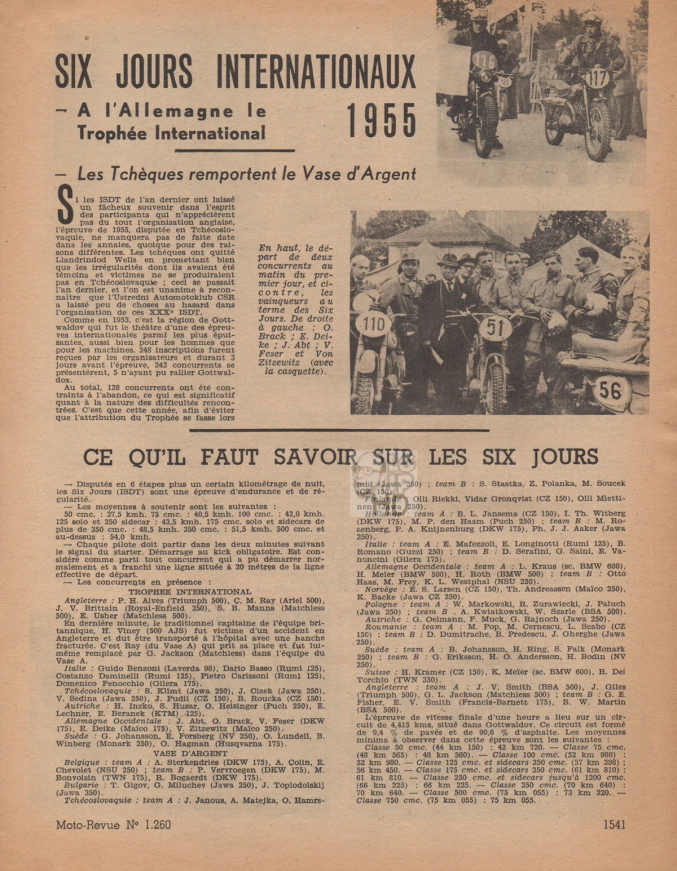 SIX JOURS INTERNATIONAUX
– A l'Allemagne le
Trophée International
1955
– Les Tchèques remportent le Vase d'Argent
116
117
Si les ISDT de l'an dernier ont laissé
un fâcheux souvenir dans l'esprit
des participants qui n'apprécièrent
pas du tout l'organisation anglaise,
l'épreuve de 1955, disputée en Tchécoslo-
vaquie, ne manquera pas de faite date
dans les annales, quoique pour des rai-
sons différentes. Les tchèques ont quitté
Llandrindod Wells en promettant bien
que les irrégularités dont ils avaient été
témoins et victimes ne se produiraient
pas en Tchécoslovaquie ; ceci se passait
l'an dernier, et l'on est unanime à recon-
naître que l'Ustredni Automotoklub CSR
a laissé peu de choses au hasard dans
l'organisation de ces XXXe ISDT.
Comme en 1953, c'est la région de Gott-
waldov qui fut le théâtre d'une des épreu-
ves internationales parmi les plus épui-
santes, aussi bien pour les hommes que
pour les machines. 248 inscriptions furent
reçues par les organisateurs et durant 3
jours avant l'épreuve, 243 concurrents se
présentèrent, 5 n'ayant pu rallier Gottwal-
dox.
Au total, 128 concurrents ont été con-
traints à l'abandon, ce qui est significatif
quant à la nature des difficultés rencon-
trées. C'est que cette année, afin d'éviter
que l'attribution du Trophée se fasse lors
En haut, le dé-
part de deux
concurrents au
matin du pre-
mier jour, et ci-
contre, les
vainqueurs au
terme des Six
Jours. De droite
à gauche : O.
Brack ; E. Dei-
ke ; J. Abt ; V.
Feser et Von
Zitzewitz (avec
la casquette).
110
51
56
CE QU'IL FAUT SAVOIR SUR LES SIX JOURS
— Disputés en 6 étapes plus un certain kilométrage de nuit,
les Six Jours (ISDT) sont une épreuve d'endurance et de ré-
gularité.
— Les moyennes à soutenir sont les suivantes :
50 cmc. : 37,5 km/h. 75 cmc. : 40,5 kmh. 100 cmc. : 42,0 kmh.
125 solo et 250 sidecar : 43,5 kmh. 175 cmc. solo et sidecars de
plus de 350 cmc. : 48,5 kmh. 350 cmc. : 51,5 kmh. 500 cmc. et
au-dessus : 54,0 kmh.
— Chaque pilote doit partir dans les deux minutes suivant
le signal du starter. Démarrage au kick obligatoire. Est con-
sidéré comme parti tout concurrent qui a pu démarrer nor-
malement et a franchi une ligne située à 20 mètres de la ligne
effective de départ.
— Les concurrents en présence :
TROPHEE INTERNATIONAL
Angleterre : P. H. Alves (Triumph 500), C. M. Ray (Ariel 500),
J. V. Brittain (Royal-Enfield 350), S. B. Manns (Matchless
500), E. Usher (Matchless 500).
En dernière minute, le traditionnel capitaine de l'équipe bri-
tannique, H. Viney (500 AJS) fut victime d'un accident en
Angleterre et dut être transporté à l'hôpital avec une hanche
fracturée. C'est Ray (du Vase A) qui prit sa place et fut lui-
même remplacé par G. Jackson (Matchless) dans l'équipe du
Vase A.
Italie : Guido Benzoni (Laverda 98), Dario Basso (Rumi 125),
Costanzo Daminelli (Rumi 125), Pietro Carissoni (Rumi 125),
Domenico Fenocchio (Gilera 175).
Tchécoslovaquie : S. Klimt (Jawa 250), J. Cizek (Jawa 250),
V. Sedina (Jawa 250), J. Pudil (CZ 150), B. Roucka (CZ 150).
Autriche : H. Inzko, S. Husar, O. Heisinger (Puch 250), E.
Lechner, E. Beranek (KTM) 125).
Allemagne Occidentale : J. Abt, O. Brack, V. Feser (DKW
175), E. Deike (Maico 175), V. Zitzewitz (Maico 250).
Suède : G. Johansson, E. Forsberg (NV 250), O. Lundell, B.
Winberg (Monark 250), O. Hagman (Husqvarna 175).
VASE D'ARGENT
Belgique : team A : A. Sterkendries (DKW 175), A. Colin, E.
Chevolet (NSU 250) ; team B : P. Vervroegen (DKW 175), M.
Bonvoisin (TWN 175), E. Bogaerdt (DKW 175).
Bulgarie : T. Gigov, G. Miluchev (Jawa 250), J. Toplodolskij
(Jawa 350).
Tchécoslovaquie : team A : J. Janous, A. Matejka, O. Hamrs-
mid (Jawa 250) ; team B : S. Stastka, Z. Polanka, M. Soucek
(CZ 150).
Olli Riekki, Vidar Gronqvist (CZ 150), Olli Mietti-
nen
B. L. Jansema (CZ 150), I. Th. Witberg
(DKW 175), M. P. den Haam (Puch 250) ; team B : M. Ro-
zenberg, P. A. Knijnenburg (DKW 175), Ph. J. J. Aaker (Jawa
250).
Italie : team A : E. Mafezzoli, E. Longinotti (Rumi 125), B.
Romano (Guzzi 250) ; team B : D. Serafini, G. Saini, E. Va-
noncini (Gilera 175).
Allemagne Occidentale : team A : L. Kraus (sc. BMW 600),
H. Meier (BMW 500), H. Roth (BMW 500) ; team B : Otto
Haas, M. Frey, K. L. Westphal (NSU 250).
Norvège : E. S. Larsen (CZ 150), Th. Andreassen (Maïco 250),
K. Backe (Jawa CZ 250).
Pologne : team A : W. Markowski, R. Zurawiecki, J. Paluch
(Jawa 250) ; team B . A. Kwiatkowski, W. Szarle (BSA 500).
Autriche : G. Oelmann, F. Muck, G. Rajnoch (Jawa 250).
Roumanie : team A : M. Pop, M. Cernescu, L. Szabo (CZ
150) ; team B : D. Dumitrache, B. Predescu, J. Gherghe (Jawa
250).
Suède : team A : B. Johansson, H. Ring, S. Falk (Monark
250) ; team B : G. Eriksson, H. O. Andersson, H. Bodin (NV
250).
Suisse : H. Kramer (CZ 150), K. Meier (sc. BMW 600), R. Dei
Torchio (TWN 350).
Angleterre : team A : J. V. Smith (BSA 500), J. Giles
(Triumph 500), G. L. Jackson (Matchless 500) ; team B : G. E.
Fisher, E. V. Smith (Francis-Barnett 175), B. W. Martin
(BSA 500).
L'épreuve de vitesse finale d'une heure a lieu sur un cir-
cuit de 4,415 kms, situé dans Gottwaldov. Ce circuit est formé
de 9,4 % de pavés et de 90,6 % d'asphalte. Les moyennes
minima à observer dans cette épreuve sont les suivantes :
Classe 50 cmc. (44 km 150) ; 42 km 720. — Classe 75 cmc.
(48 km 565) : 48 km 560). — Classe 100 cmc. (52 km 980) :
52 km 980. — Classe 125 cmc. et sidecars 250 cmc. (57 km 398) ;
56 km 450. — Classe 175 cmc. et sidecars 350 cmc. (61 km 810) :
61 km 810. — Classe 250 cmc. et sidecars jusqu'à 1200 cmc.
(66 km 235) : 66 km 225. — Classe 350 cmc. (70 km 640) :
70 km 640. — Classe 500 cmc. (75 km 055) : 73 km 220. —
Classe 750 cmc. (75 km 055) : 75 km 055.
Moto-Revue N° 1.260
1541